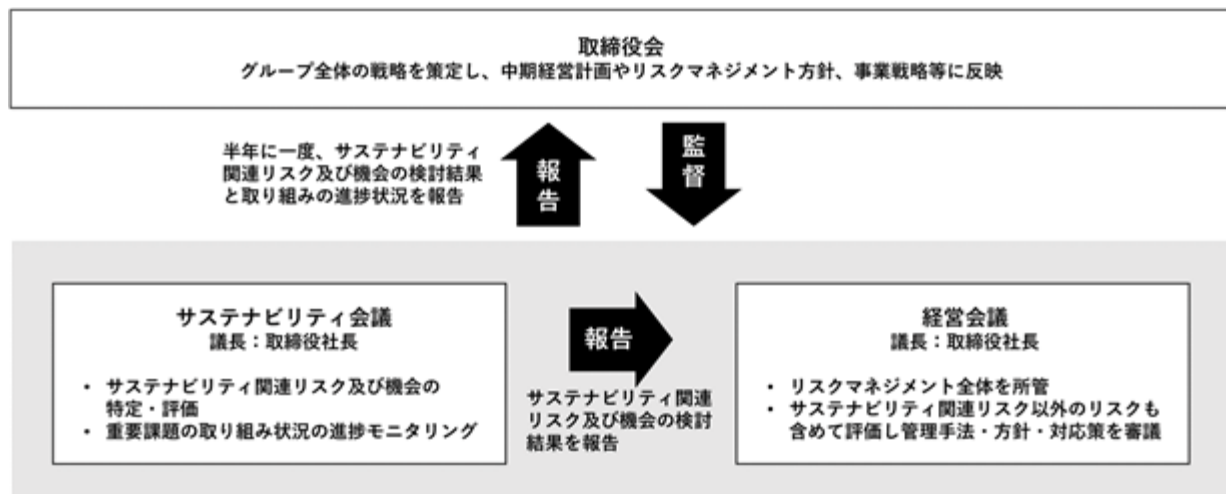 取締役会
グループ全体の戦略を策定し、中期経営計画やリスクマネジメント方針、事業戦略等に反映
半年に一度、サステナビリティ
関連リスク及び機会の検討結果
と取り組みの進捗状況を報告
報告
監督
サステナビリティ会議
議長：取締役社長
・ サステナビリティ関連リスク及び機会の
特定・評価
・ 重要課題の取り組み状況の進捗モニタリング
報告
サステナビリティ関連
リスク及び機会の検討
結果を報告
経営会議
議長：取締役社長
・ リスクマネジメント全体を所管
・ サステナビリティ関連リスク以外のリスクも
含めて評価し管理手法・方針・対応策を審議